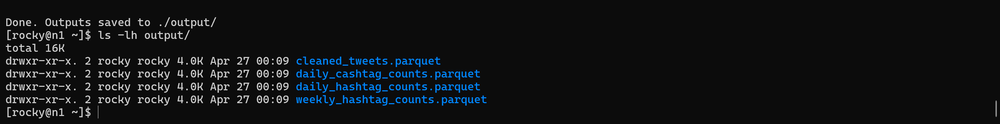 Done. Outputs saved to ./output/
[rocky@n1 ~]$ ls -lh output/
total 16K
drwxr-xr-x. 2 rocky rocky 4.0K Apr 27 00:09 cleaned_tweets.parquet
drwxr-xr-x. 2 rocky rocky 4.0K Apr 27 00:09 daily_cashtag_counts.parquet
drwxr-xr-x. 2 rocky rocky 4.0K Apr 27 00:09 daily_hashtag_counts.parquet
drwxr-xr-x. 2 rocky rocky 4.0K Apr 27 00:09 weekly_hashtag_counts.parquet
[rocky@n1 ~]$